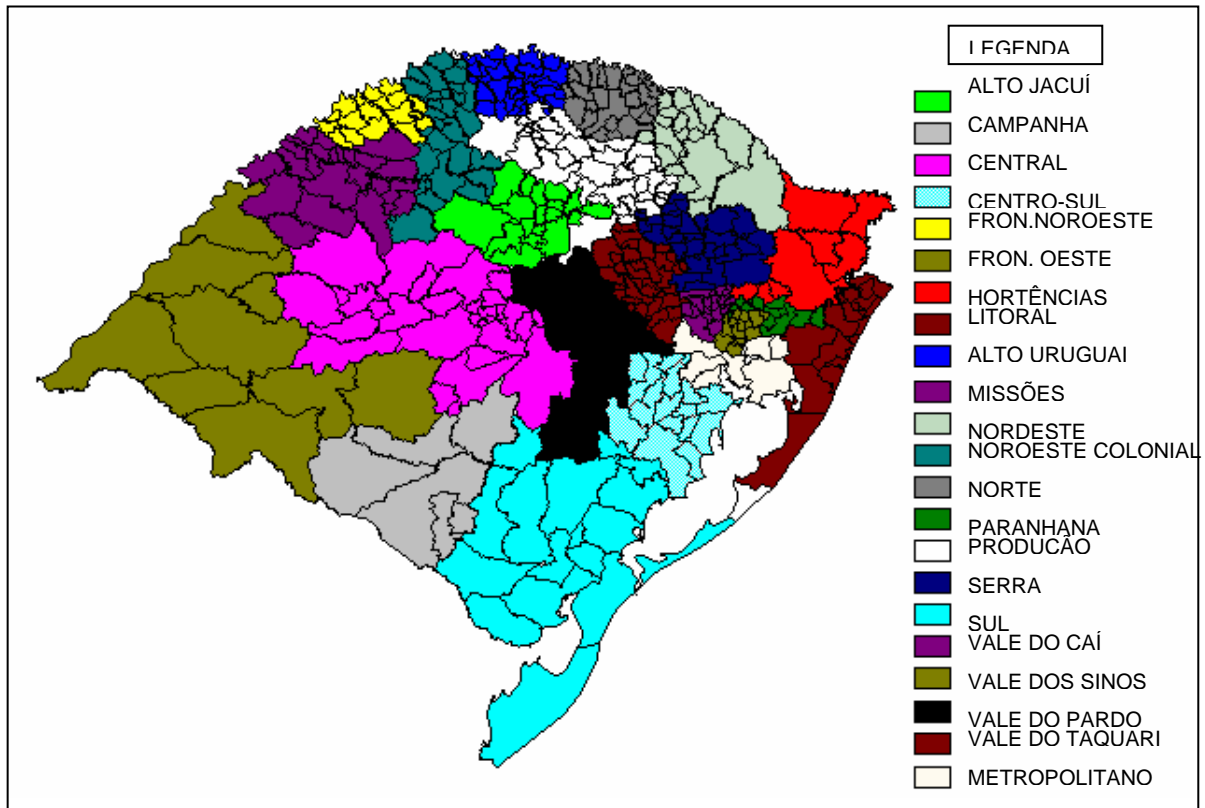 LEGENDA
ALTO JACUÍ
CAMPANHA
CENTRAL
CENTRO-SUL
FRON.NOROESTE
FRON. OESTE
HORTÊNCIAS
LITORAL
ALTO URUGUAI
MISSÕES
NORDESTE
NOROESTE COLONIAL
NORTE
PARANHANA
PRODUCÃO
SERRA
SUL
VALE DO CAÍ
VALE DOS SINOS
VALE DO PARDO
VALE DO TAQUARI
METROPOLITANO